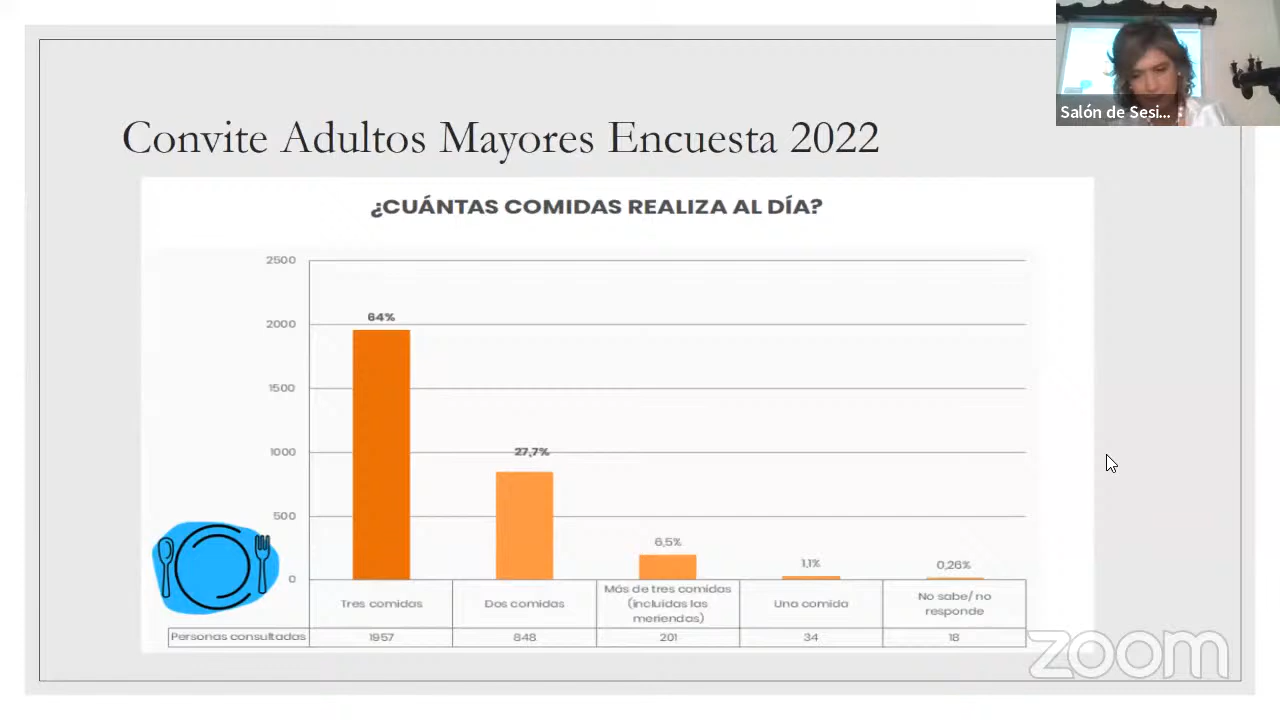 Salón de Sesi...
Convite Adultos Mayores Encuesta 2022
¿CUÁNTAS COMIDAS REALIZA AL DÍA?
2500
2000
1500
1000
500
0
64%
27,7%
6,5%
1,1%
0,26%
Tres comidas
Dos comidas
Más de tres comidas
(incluidas las
meriendas)
Una comida
No sabe/ no
responde
Personas consultadas 1957 848 201 34 18
zoom